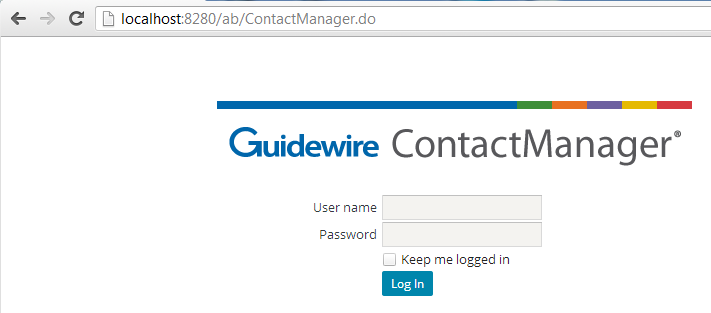 localhost:8280/ab/ContactManager.do
Guidewire ContactManager®
User name
Password
Keep me logged in
Log In